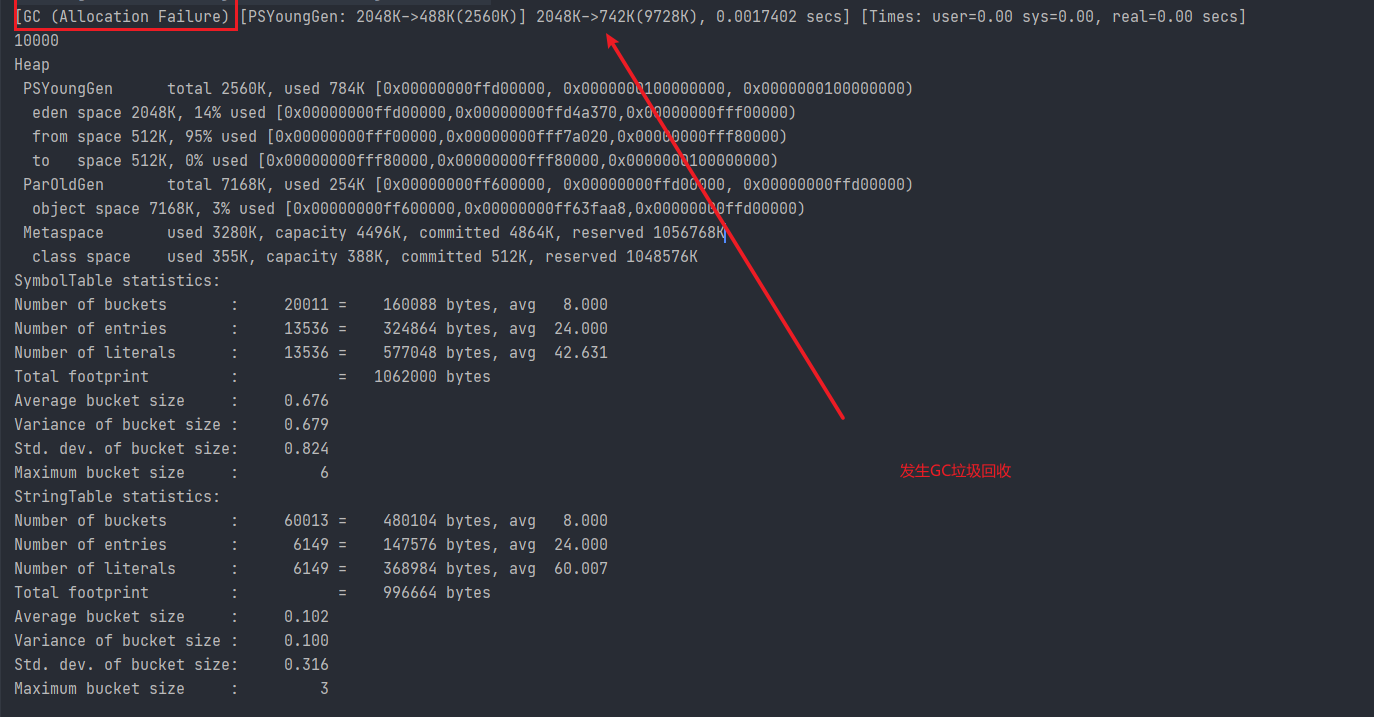 [GC (Allocation Failure) [PSYoungGen: 2048K->488K(2560K)] 2048K->742K(9728K), 0.0017402 secs] [Times: user=0.00 sys=0.00, real=0.00 secs]
10000
Heap
 PSYoungGen      total 2560K, used 784K [0x00000000ffd00000, 0x0000000100000000, 0x0000000100000000)
  eden space 2048K, 14% used [0x00000000ffd00000,0x00000000ffd4a370,0x00000000fff00000)
  from space 512K, 95% used [0x00000000fff00000,0x00000000fff7a020,0x00000000fff80000)
  to   space 512K, 0% used [0x00000000fff80000,0x00000000fff80000,0x0000000100000000)
 ParOldGen       total 7168K, used 254K [0x00000000ff600000, 0x00000000ffd00000, 0x00000000ffd00000)
  object space 7168K, 3% used [0x00000000ff600000,0x00000000ff63faa8,0x00000000ffd00000)
 Metaspace       used 3280K, capacity 4496K, committed 4864K, reserved 1056768K
  class space    used 355K, capacity 388K, committed 512K, reserved 1048576K
SymbolTable statistics:
Number of buckets       :     20011 =    160088 bytes, avg   8.000
Number of entries       :     13536 =    324864 bytes, avg  24.000
Number of literals      :     13536 =    577048 bytes, avg  42.631
Total footprint         :           =   1062000 bytes
Average bucket size     :     0.676
Variance of bucket size :     0.679
Std. dev. of bucket size:     0.824
Maximum bucket size     :         6
发生GC垃圾回收
StringTable statistics:
Number of buckets       :     60013 =    480104 bytes, avg   8.000
Number of entries       :      6149 =    147576 bytes, avg  24.000
Number of literals      :      6149 =    368984 bytes, avg  60.007
Total footprint         :           =    996664 bytes
Average bucket size     :     0.102
Variance of bucket size :     0.100
Std. dev. of bucket size:     0.316
Maximum bucket size     :         3